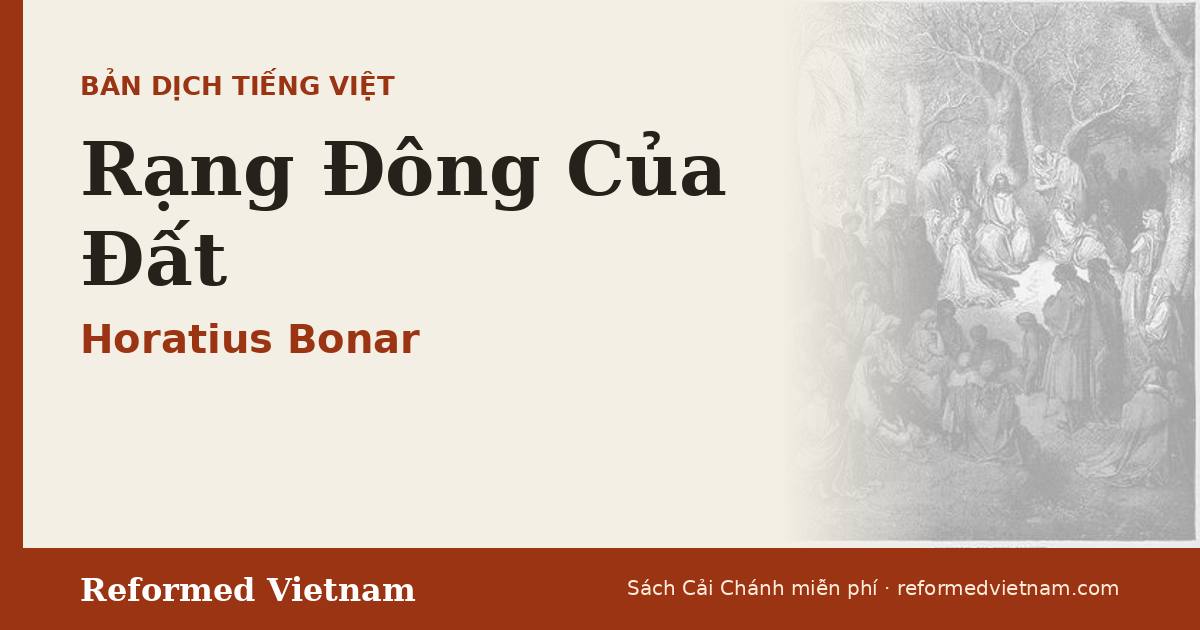 BẢN DỊCH TIẾNG VIỆT
Rạng Đông Của
Đất
Horatius Bonar
Reformed Vietnam
Sách Cải Chánh miễn phí · reformedvietnam.com